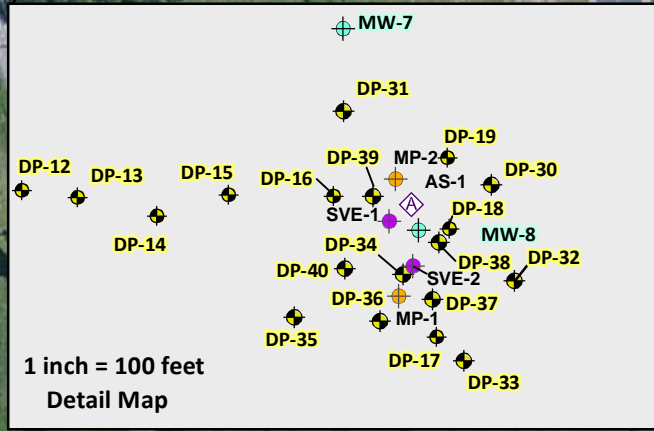 MW-7
DP-31
DP-19
DP-39
MP-2
DP-30
DP-12
DP-13
DP-15
DP-16
AS-1
A
SVE-1
DP-18
DP-14
MW-8
DP-34
DP-38
DP-32
DP-40
SVE-2
DP-36
DP-37
MP-1
DP-35
DP-17
1 inch = 100 feet
DP-33
Detail Map